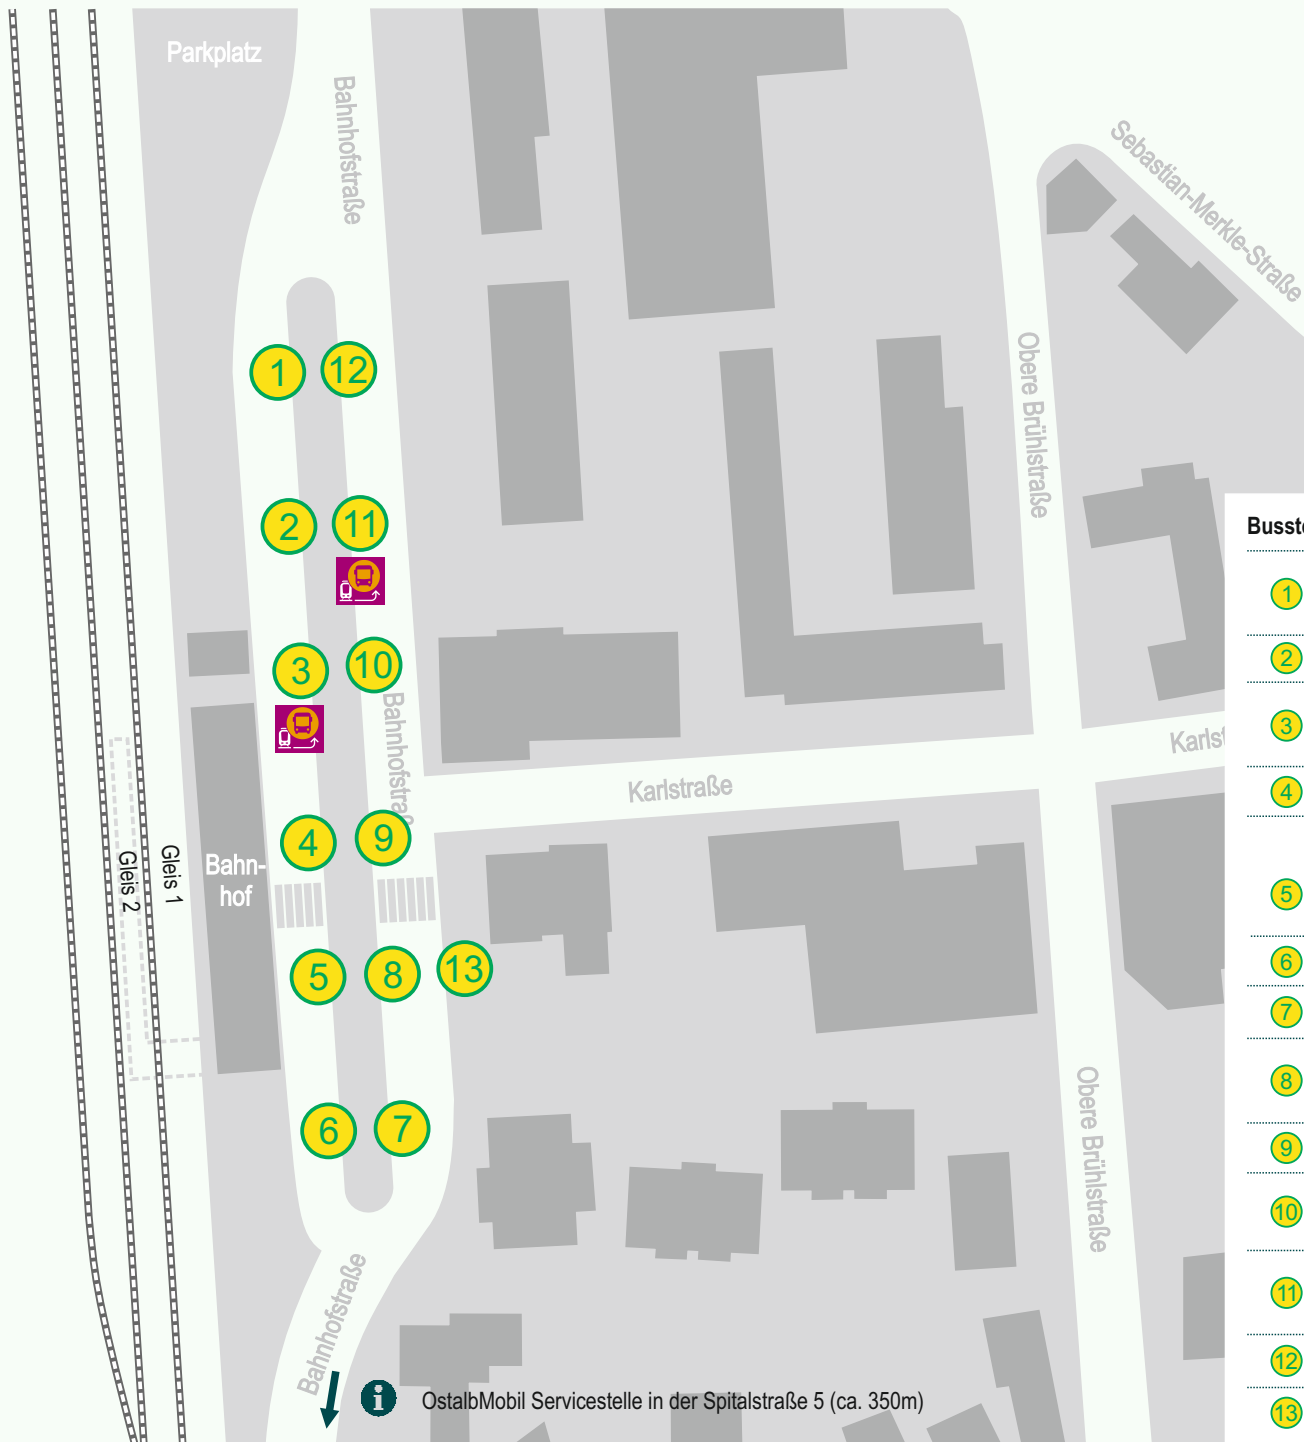 Parkplatz
Bahnhofstraße
Sebastian-Merkle-Straße
Obere Brühlstraße
1
12
2
11
3
10
Bahnhofstraß
Karlstraße
Karlst
4
9
Gleis 2
Gleis 1
Bahn-
hof
5
8
13
6
7
Obere Brühlstraße
Bahnhofstraße
i OstalbMobil Servicestelle in der Spitalstraße 5 (ca. 350m)
Busste
1
2
3
4
5
6
7
8
9
10
11
12
13